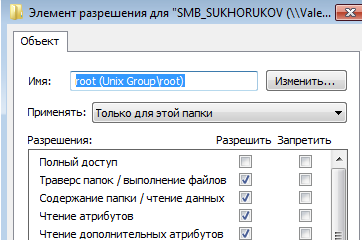 Элемент разрешения для "SMB_SUKHORUKOV (\\Vale...
Объект
Имя: root (Unix Group\root) Изменить...
Применять: Только для этой папки
Разрешения: Разрешить Запретить
Полный доступ
Траверс папок / выполнение файлов
Содержание папки / чтение данных
Чтение атрибутов
Чтение дополнительных атрибутов